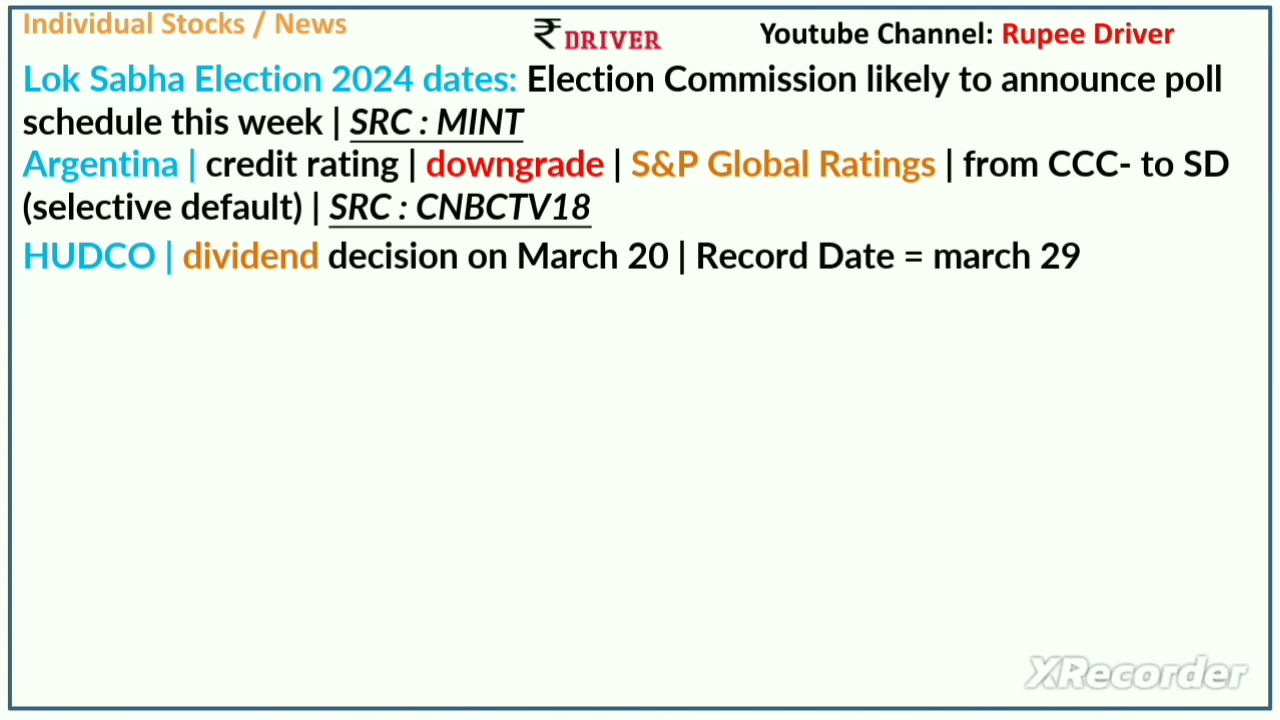 Individual Stocks / News
₹ DRIVER
Youtube Channel: Rupee Driver
Lok Sabha Election 2024 dates: Election Commission likely to announce poll
schedule this week | SRC : MINT
Argentina | credit rating | downgrade | S&P Global Ratings | from CCC- to SD
(selective default) | SRC : CNBCTV18
HUDCO | dividend decision on March 20 | Record Date = march 29
XRecorder